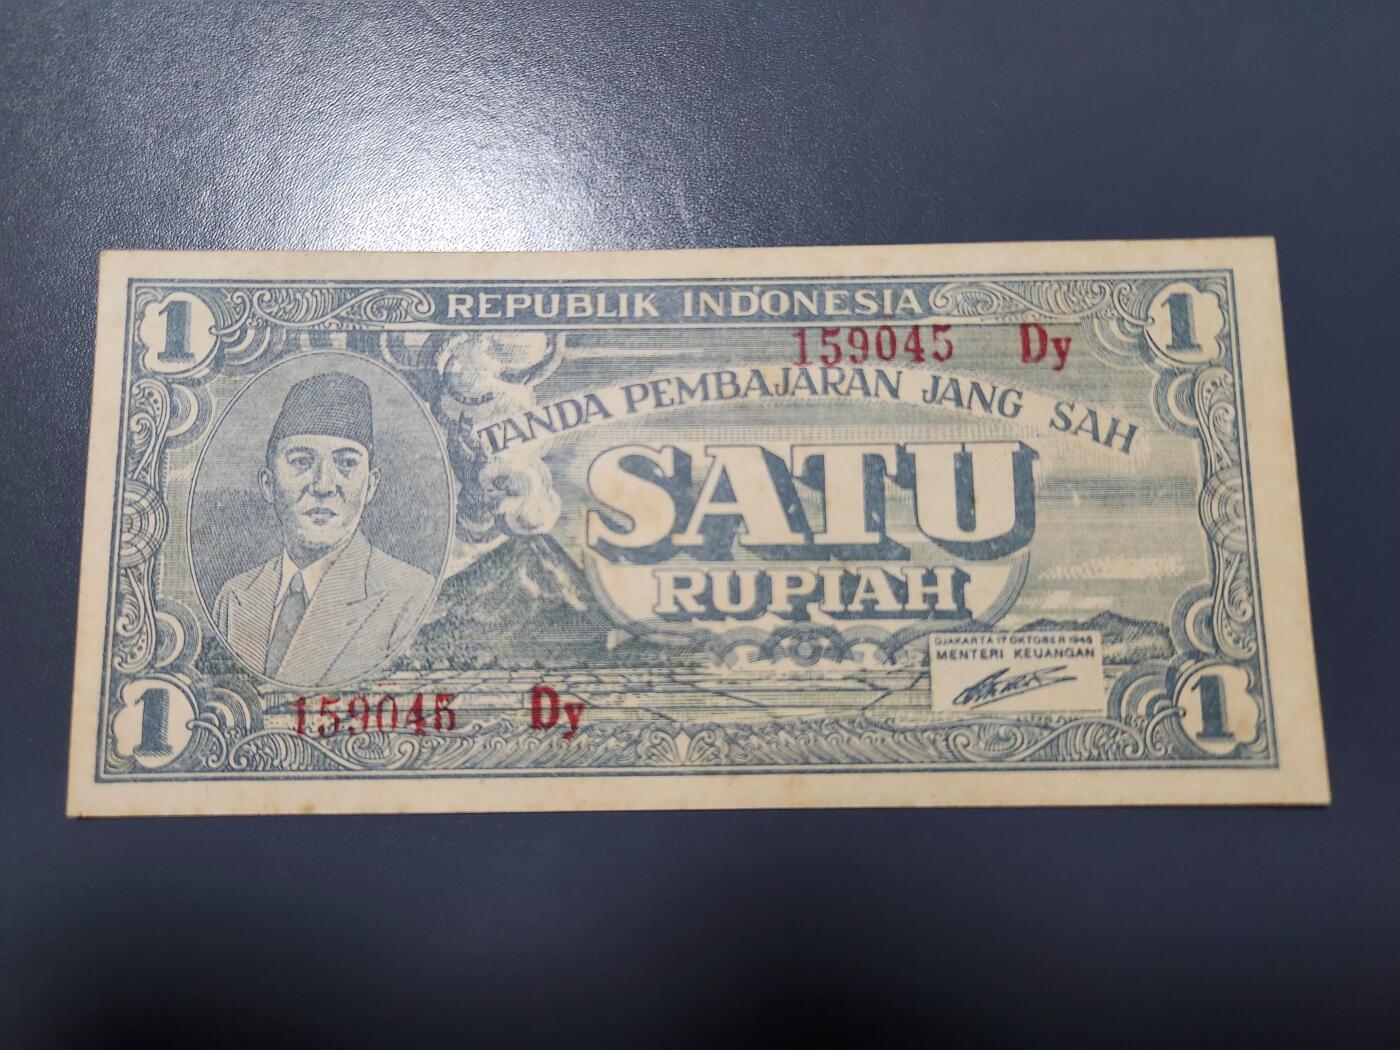 1 REPUBLIK INDONESIA 1
159045 Dy
TANDA PEMBAJARAN JANG SAH
SATU
RUPIAH
DJAKARTA 17 OKTOBER 1945
MENTERI KEUANGAN
159045 Dy
1 1